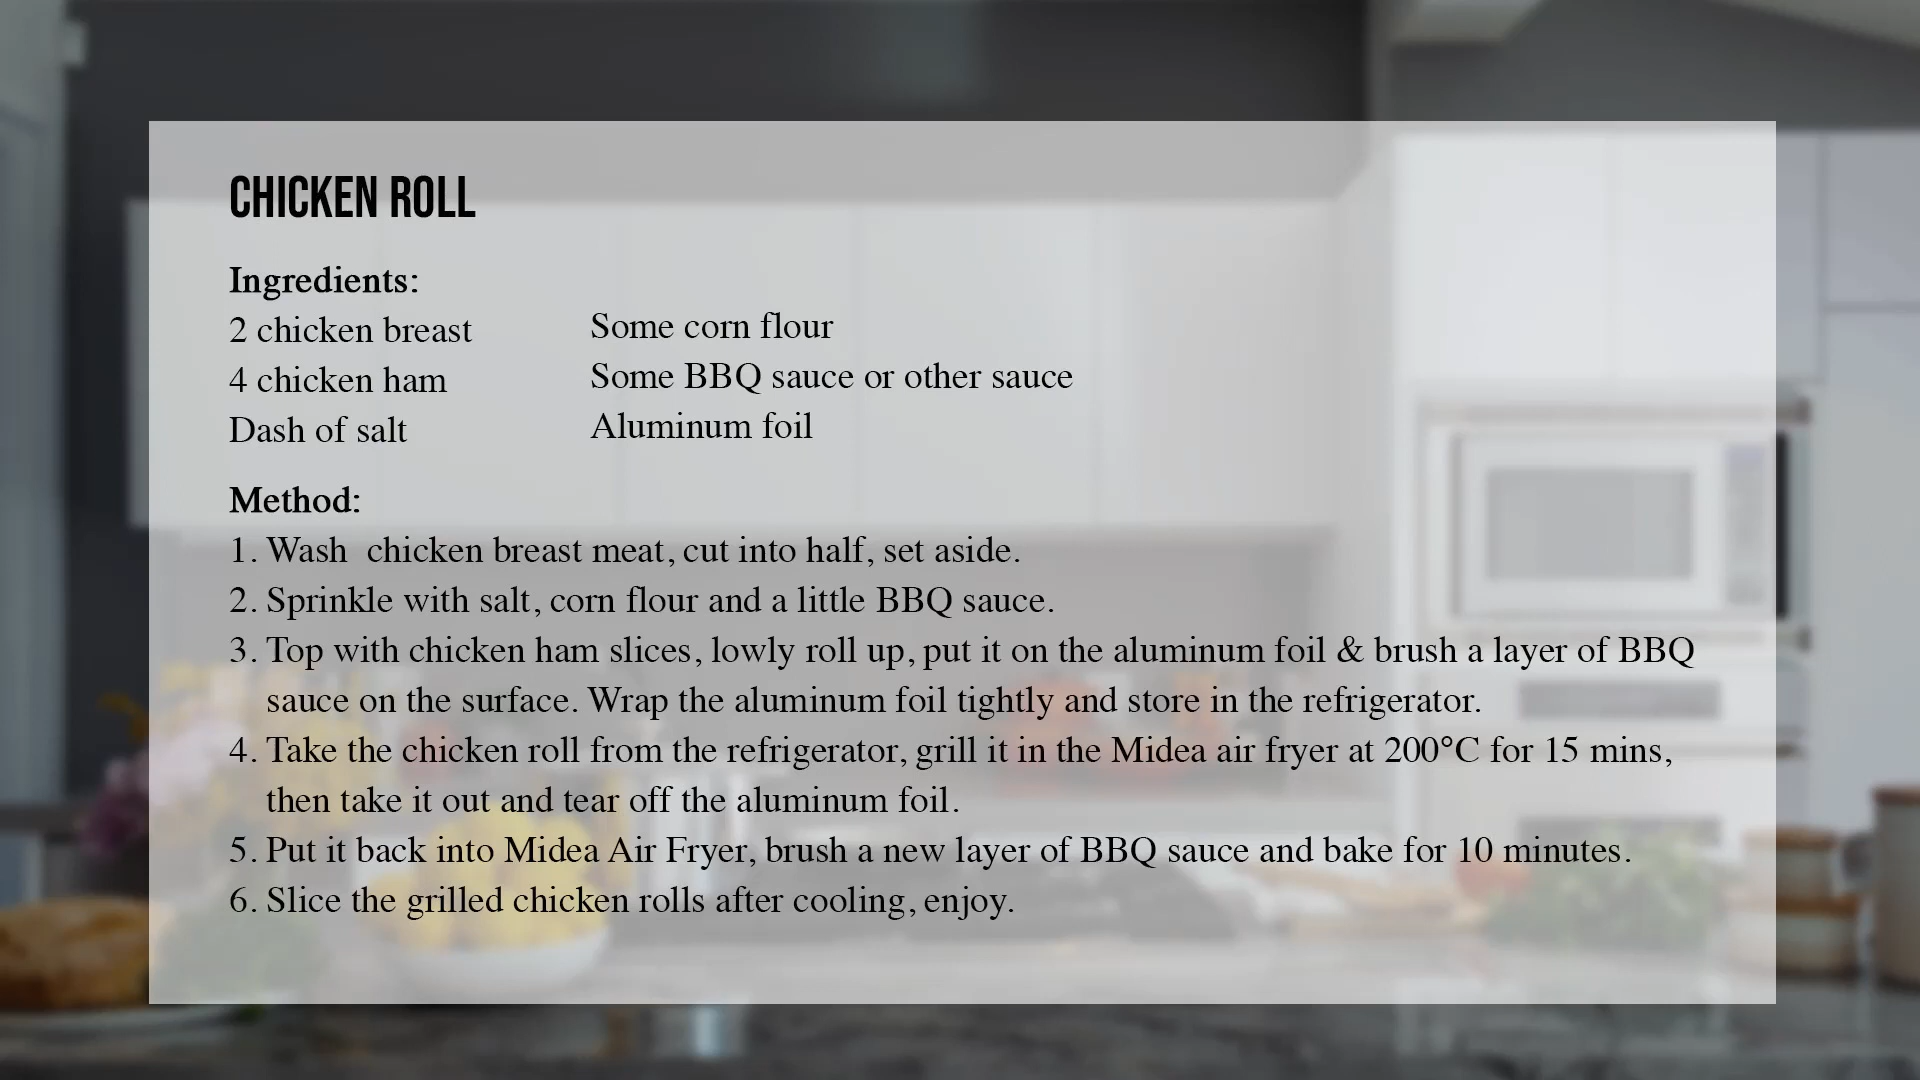 CHICKEN ROLL
Ingredients:
2 chicken breast
4 chicken ham
Dash of salt
Some corn flour
Some BBQ sauce or other sauce
Aluminum foil
Method:
1. Wash  chicken breast meat, cut into half, set aside.
2. Sprinkle with salt, corn flour and a little BBQ sauce.
3. Top with chicken ham slices, lowly roll up, put it on the aluminum foil & brush a layer of BBQ
sauce on the surface. Wrap the aluminum foil tightly and store in the refrigerator.
4. Take the chicken roll from the refrigerator, grill it in the Midea air fryer at 200°C for 15 mins,
then take it out and tear off the aluminum foil.
5. Put it back into Midea Air Fryer, brush a new layer of BBQ sauce and bake for 10 minutes.
6. Slice the grilled chicken rolls after cooling, enjoy.